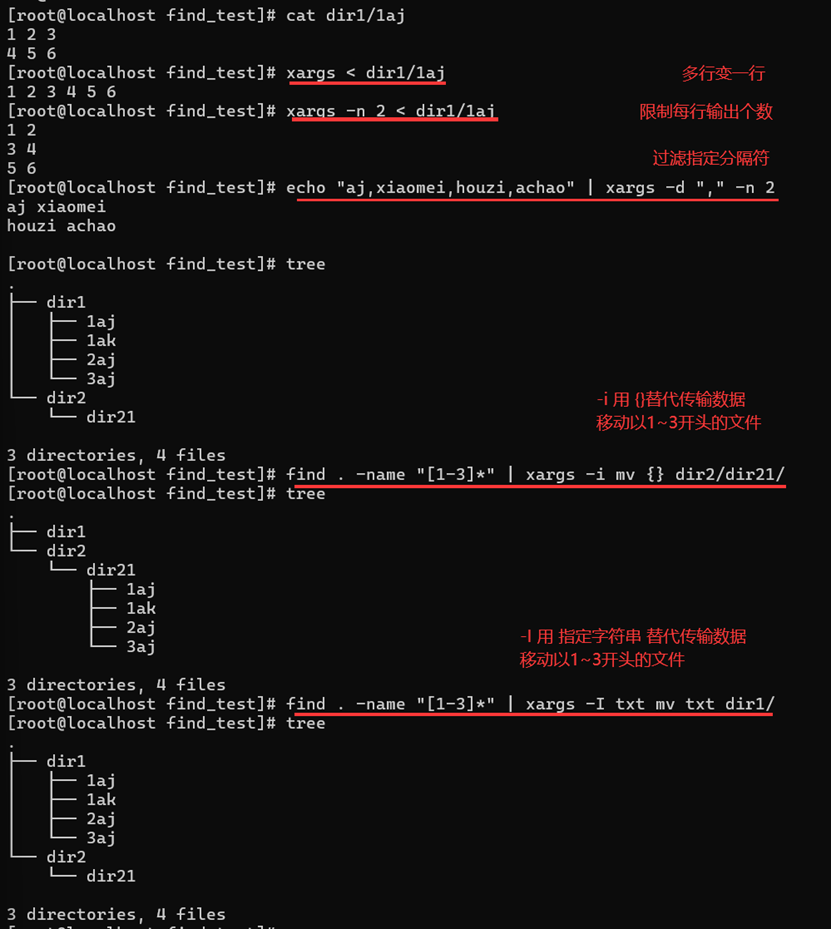 [root@localhost find_test]# cat dir1/1aj
1 2 3
4 5 6
[root@localhost find_test]# xargs < dir1/1aj 多行变一行
1 2 3 4 5 6
[root@localhost find_test]# xargs -n 2 < dir1/1aj 限制每行输出个数
1 2
3 4
5 6
过滤指定分隔符
[root@localhost find_test]# echo "aj,xiaomei,houzi,achao" | xargs -d "," -n 2
aj xiaomei
houzi achao

[root@localhost find_test]# tree
.
├── dir1
│   ├── 1aj
│   ├── 1ak
│   ├── 2aj
│   └── 3aj
└── dir2
    └── dir21
-i 用 {}替代传输数据
移动以1~3开头的文件

3 directories, 4 files
[root@localhost find_test]# find . -name "[1-3]*" | xargs -i mv {} dir2/dir21/
[root@localhost find_test]# tree
.
├── dir1
└── dir2
    └── dir21
        ├── 1aj
        ├── 1ak
        ├── 2aj
        └── 3aj
-I 用 指定字符串 替代传输数据
移动以1~3开头的文件

3 directories, 4 files
[root@localhost find_test]# find . -name "[1-3]*" | xargs -I txt mv txt dir1/
[root@localhost find_test]# tree
.
├── dir1
│   ├── 1aj
│   ├── 1ak
│   ├── 2aj
│   └── 3aj
└── dir2
    └── dir21

3 directories, 4 files